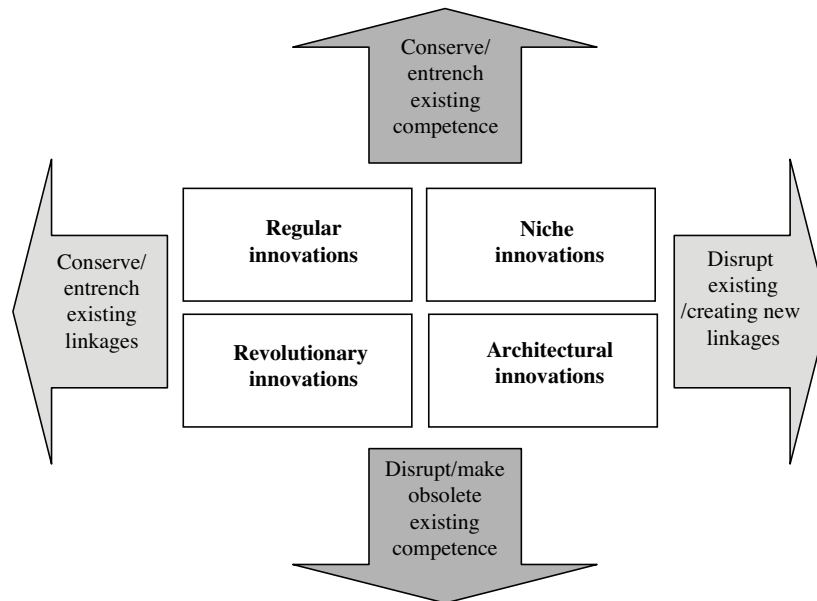 Conserve/
entrench
existing
competence
Regular
innovations
Niche
innovations
Conserve/
entrench
existing
linkages
Disrupt
existing
/creating new
linkages
Revolutionary
innovations
Architectural
innovations
Disrupt/make
obsolete
existing
competence